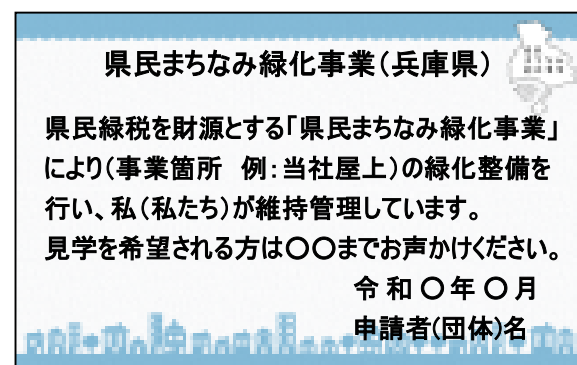 県民まちなみ緑化事業(兵庫県)
県民緑税を財源とする「県民まちなみ緑化事業」
により(事業箇所　例:当社屋上)の緑化整備を
行い、私(私たち)が維持管理しています。
見学を希望される方は〇〇までお声かけください。
令和〇年〇月
申請者(団体)名